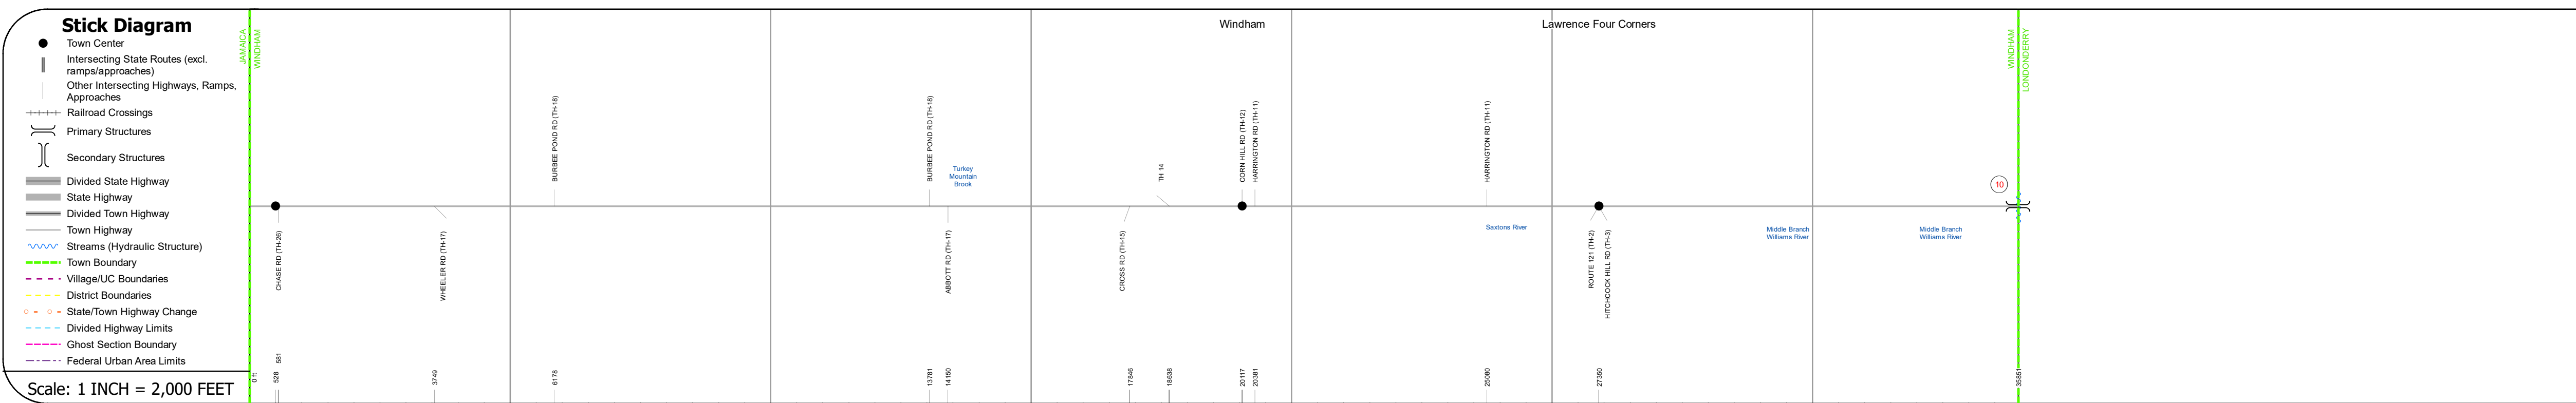 Stick Diagram
Town Center
Intersecting State Routes (excl.
ramps/approaches)
Other Intersecting Highways, Ramps,
Approaches
Railroad Crossings
Primary Structures
Secondary Structures
Divided State Highway
State Highway
Divided Town Highway
Town Highway
Streams (Hydraulic Structure)
Town Boundary
Village/UC Boundaries
District Boundaries
State/Town Highway Change
Divided Highway Limits
Ghost Section Boundary
Federal Urban Area Limits
Scale: 1 INCH = 2,000 FEET
JAMAICA
WINDHAM
Windham
Lawrence Four Corners
WINDHAM
LONDONDERRY
BURBEE POND RD (TH-18)
BURBEE POND RD (TH-18)
Turkey
Mountain
Brook
TH 14
CORN HILL RD (TH-12)
HARRINGTON RD (TH-11)
HARRINGTON RD (TH-11)
10
CHASE RD (TH-26)
WHEELER RD (TH-17)
ABBOTT RD (TH-17)
CROSS RD (TH-15)
Saxtons River
ROUTE 121 (TH-2)
HITCHCOCK HILL RD (TH-3)
Middle Branch
Williams River
Middle Branch
Williams River
0 ft
528
581
3749
6178
13781
14150
17846
18638
20117
20381
25080
27350
35851